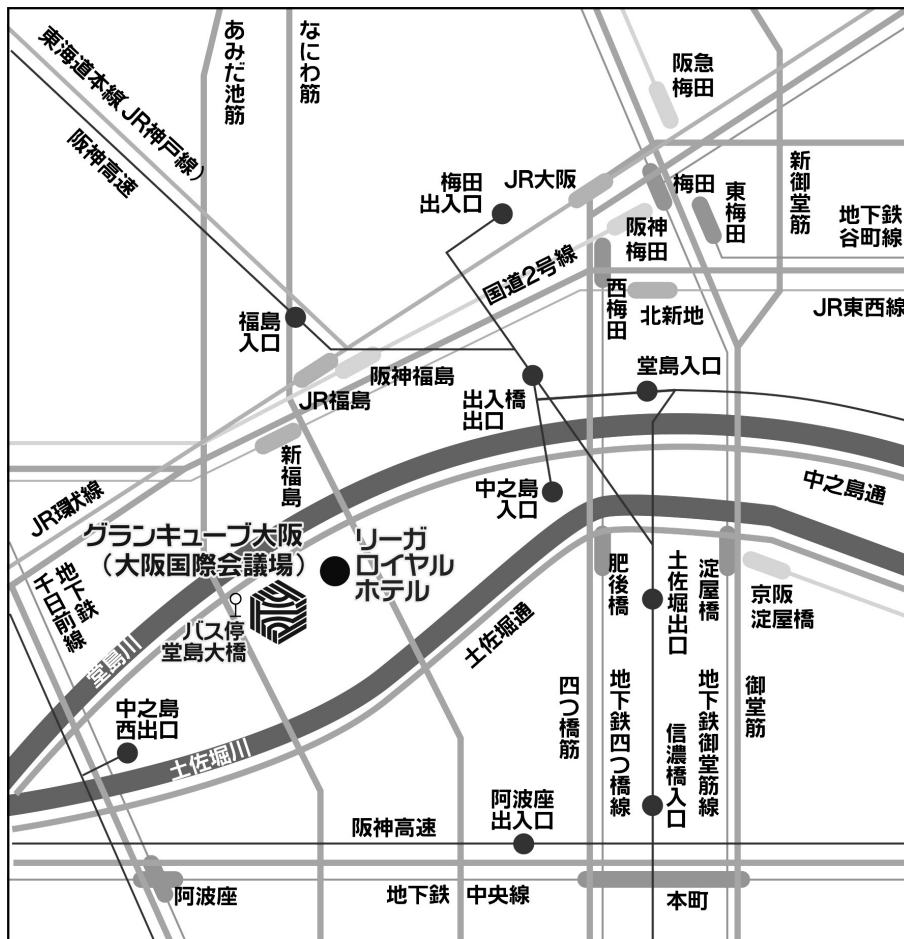 東海道本線(JR神戸線)
阪神高速
あみだ池筋
なにわ筋
阪急
梅田
梅田
出入口
JR大阪
梅田
東梅田
新御堂筋
地下鉄
谷町線
阪神
梅田
国道2号線
西梅田
北新地
JR東西線
福島
入口
阪神福島
JR福島
出入橋
出口
堂島入口
新福島
中之島
入口
中之島通
JR環状線
グランキューブ大阪
(大阪国際会議場)
リーガ
ロイヤル
ホテル
地下鉄
千日前線
バス停
堂島大橋
堂島川
土佐堀通
肥後橋
土佐堀出口
淀屋橋
京阪
淀屋橋
中之島
西出口
土佐堀川
四つ橋筋
地下鉄四つ橋線
信濃橋入口
地下鉄御堂筋線
御堂筋
阪神高速
阿波座
出入口
阿波座
地下鉄 中央線
本町